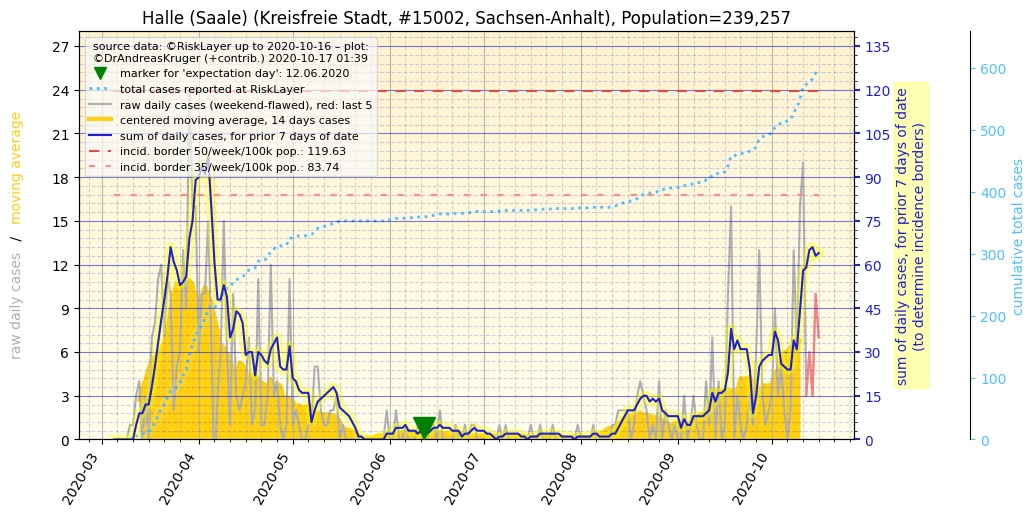 Halle (Saale) (Kreisfreie Stadt, #15002, Sachsen-Anhalt), Population=239,257
source data: ©RiskLayer up to 2020-10-16 – plot:
©DrAndreasKruger (+contrib.) 2020-10-17 01:39
marker for 'expectation day': 12.06.2020
total cases reported at RiskLayer
raw daily cases (weekend-flawed), red: last 5
centered moving average, 14 days cases
sum of daily cases, for prior 7 days of date
incid. border 50/week/100k pop.: 119.63
incid. border 35/week/100k pop.: 83.74
raw daily cases / moving average
27
24
21
18
15
12
9
6
3
0
135
120
105
90
75
60
45
30
15
0
sum of daily cases, for prior 7 days of date
(to determine incidence borders)
600
500
400
300
200
100
0
cumulative total cases
2020-03
2020-04
2020-05
2020-06
2020-07
2020-08
2020-09
2020-10